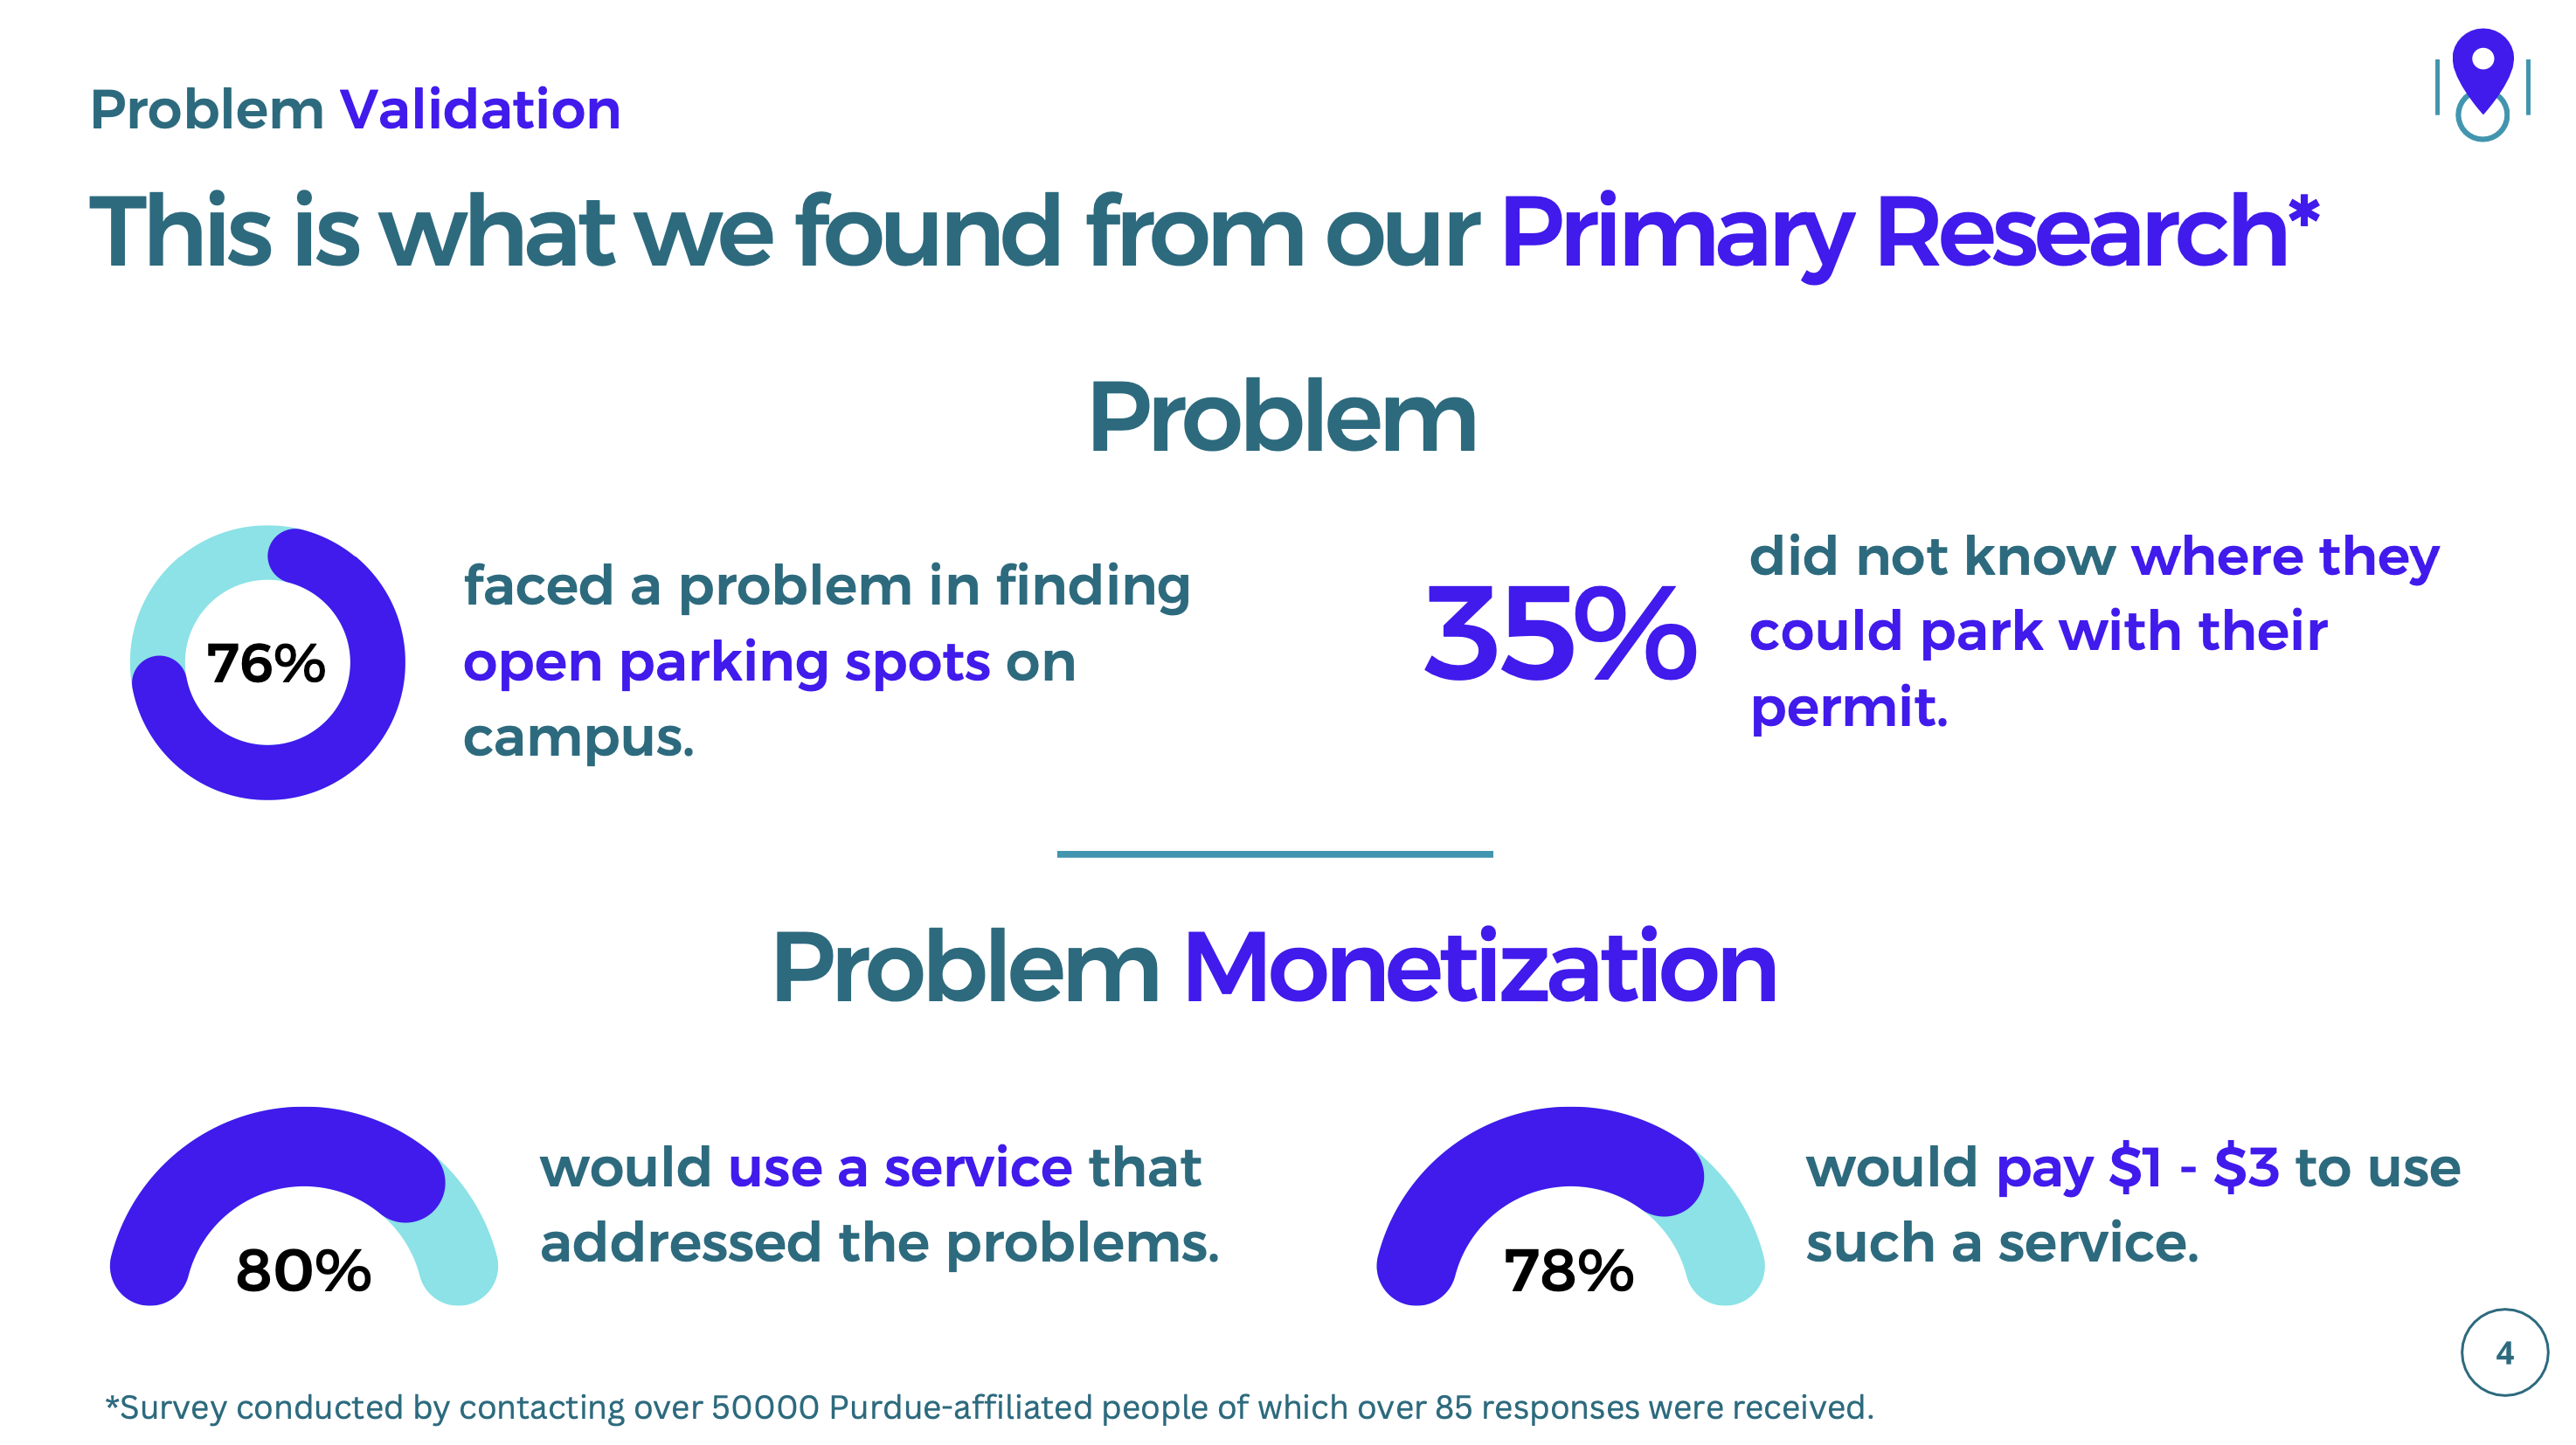 Problem Validation
This is what we found from our Primary Research*
Problem
76%
faced a problem in finding
open parking spots on
campus.
35%
did not know where they
could park with their
permit.
Problem Monetization
80%
would use a service that
addressed the problems.
78%
would pay $1 - $3 to use
such a service.
4
*Survey conducted by contacting over 50000 Purdue-affiliated people of which over 85 responses were received.